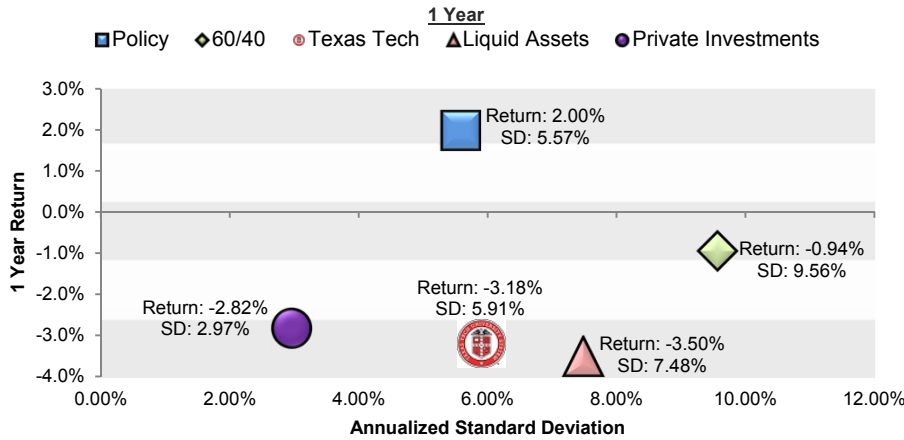 1 Year
Policy 60/40 Texas Tech Liquid Assets Private Investments
3.0%
2.0%
1.0%
0.0%
-1.0%
-2.0%
-3.0%
-4.0%
1 Year Return
Return: 2.00%
SD: 5.57%
Return: -0.94%
SD: 9.56%
Return: -3.18%
SD: 5.91%
Return: -2.82%
SD: 2.97%
Return: -3.50%
SD: 7.48%
0.00% 2.00% 4.00% 6.00% 8.00% 10.00% 12.00%
Annualized Standard Deviation